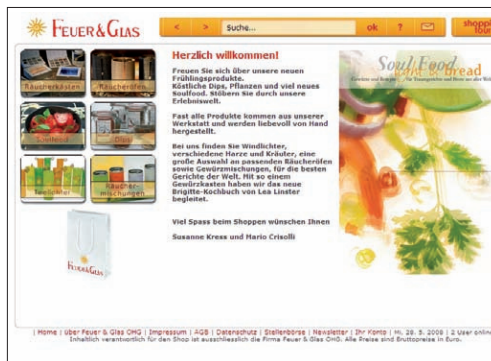 FEUER&GLAS
< > Suche... ok ?
shoppi
tour
Herzlich willkommen!
Freuen Sie sich über unsere neuen
Frühlingsprodukte.
Köstliche Dips, Pflanzen und viel neues
Soulfood. Stöbern Sie durch unsere
Erlebniswelt.
Fast alle Produkte kommen aus unserer
Werkstatt und werden liebevoll von Hand
hergestellt.
Bei uns finden Sie Windlichter,
verschiedene Harze und Kräuter, eine
große Auswahl an passenden Räucheröfen
sowie Gewürzmischungen, für die besten
Gerichte der Welt. Mit so einem
Gewürzkasten haben wir das neue
Brigitte-Kochbuch von Lea Linster
begleitet.
Viel Spass beim Shoppen wünschen Ihnen
Susanne Kress und Mario Crisolli
Räucherkästen
Räucheröfen
Soulfood
Teelichter
Räucher-
mischungen
FEUER&GLAS
Soul Food
bread
| Home | über Feuer & Glas OHG | Impressum | AGB | Datenschutz | Stellenbörse | Newsletter | Ihr Konto | Mi. 28. 5. 2008 | 2 User online
Inhaltlich verantwortlich für den Shop ist ausschliesslich die Firma Feuer & Glas OHG. Alle Preise sind Bruttopreise in Euro.